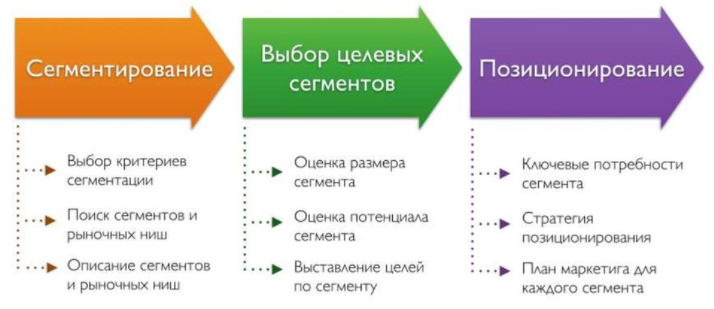 Сегментирование
Выбор критериев
сегментации
Поиск сегментов и
рыночных ниш
Описание сегментов
и рыночных ниш
Выбор целевых
сегментов
Оценка размера
сегмента
Оценка потенциала
сегмента
Выставление целей
по сегменту
Позиционирование
Ключевые потребности
сегмента
Стратегия
позиционирования
План маркетига для
каждого сегмента